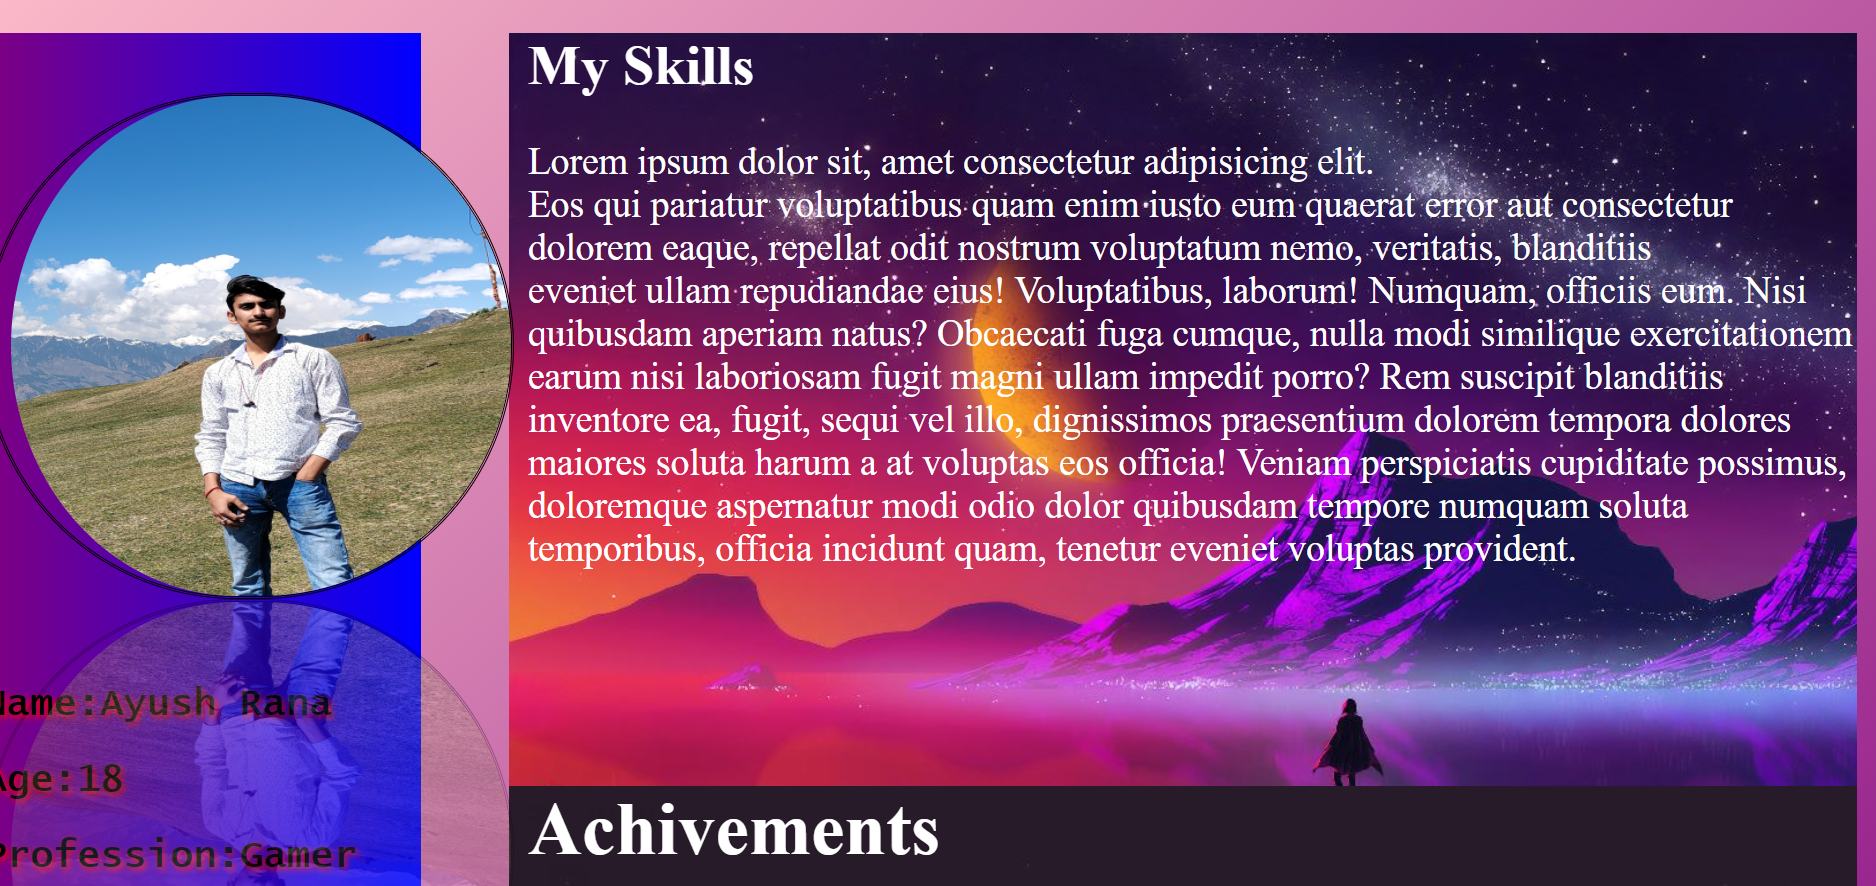 My Skills
Lorem ipsum dolor sit, amet consectetur adipisicing elit.
Eos qui pariatur voluptatibus quam enim iusto eum quaerat error aut consectetur
dolorem eaque, repellat odit nostrum voluptatum nemo, veritatis, blanditiis
eveniet ullam repudiandae eius! Voluptatibus, laborum! Numquam, officiis eum. Nisi
quibusdam aperiam natus? Obcaecati fuga cumque, nulla modi similique exercitationem
earum nisi laboriosam fugit magni ullam impedit porro? Rem suscipit blanditiis
inventore ea, fugit, sequi vel illo, dignissimos praesentium dolorem tempora dolores
maiores soluta harum a at voluptas eos officia! Veniam perspiciatis cupiditate possimus,
doloremque aspernatur modi odio dolor quibusdam tempore numquam soluta
temporibus, officia incidunt quam, tenetur eveniet voluptas provident.
Name:Ayush Rana
Age:18
Profession:Gamer
Achivements